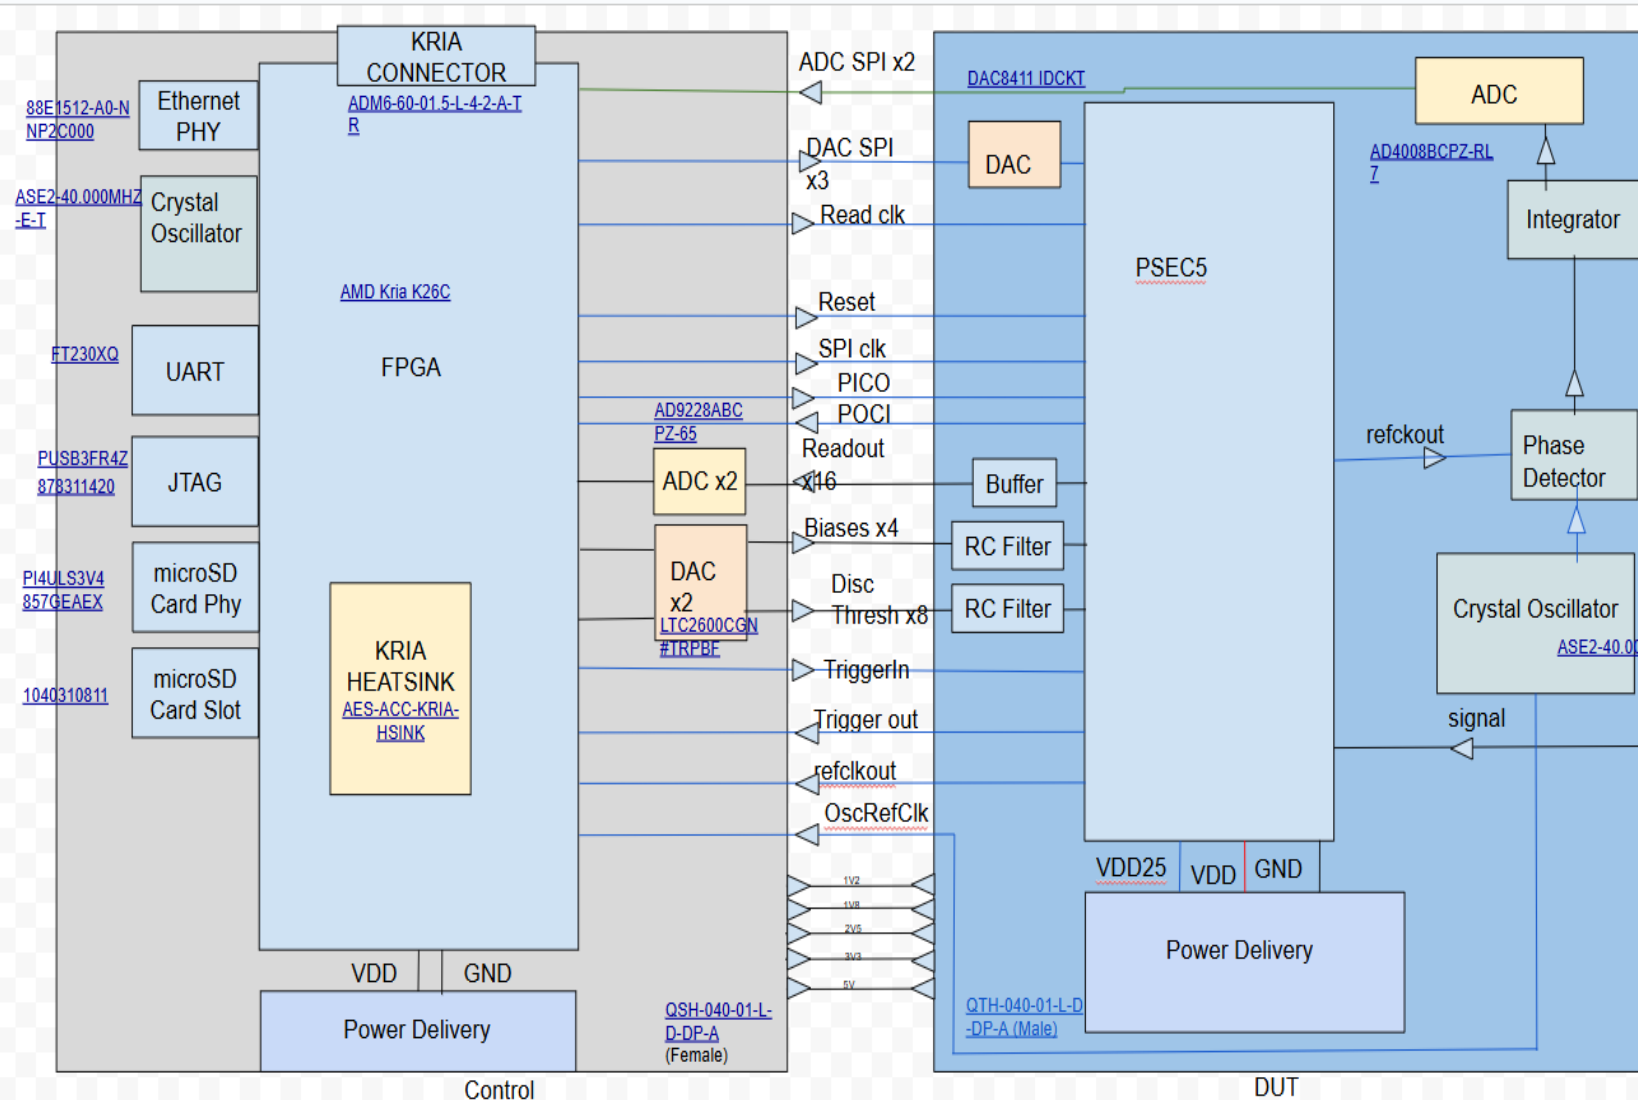 KRIA
CONNECTOR
ADM6-60-01.5-L-4-2-A-T
R
88E1512-A0-N
NP2C000
Ethernet
PHY
ASE2-40.000MHZ
-E-T
Crystal
Oscillator
AMD Kria K26C
FPGA
FT230XQ
UART
PUSB3FR4Z
878311420
JTAG
PI4ULS3V4
857GEAEX
microSD
Card Phy
1040310811
microSD
Card Slot
KRIA
HEATSINK
AES-ACC-KRIA-
HSINK
AD9228ABC
PZ-65
ADC x2
DAC
x2
LTC2600CGN
#TRPBF
VDD
GND
Power Delivery
QSH-040-01-L-
D-DP-A
(Female)
Control
ADC SPI x2
DAC SPI
x3
Read clk
Reset
SPI clk
PICO
POCI
Readout
x16
Biases x4
Disc
Thresh x8
TriggerIn
Trigger out
refclkout
OscRefClk
1V2
1V8
2V5
3V3
5V
DAC8411 IDCKT
DAC
PSEC5
Buffer
RC Filter
RC Filter
ADC
AD4008BCPZ-RL
7
Integrator
refckout
Phase
Detector
Crystal Oscillator
ASE2-40.00
signal
VDD25
VDD
GND
Power Delivery
QTH-040-01-L-D
-DP-A (Male)
DUT